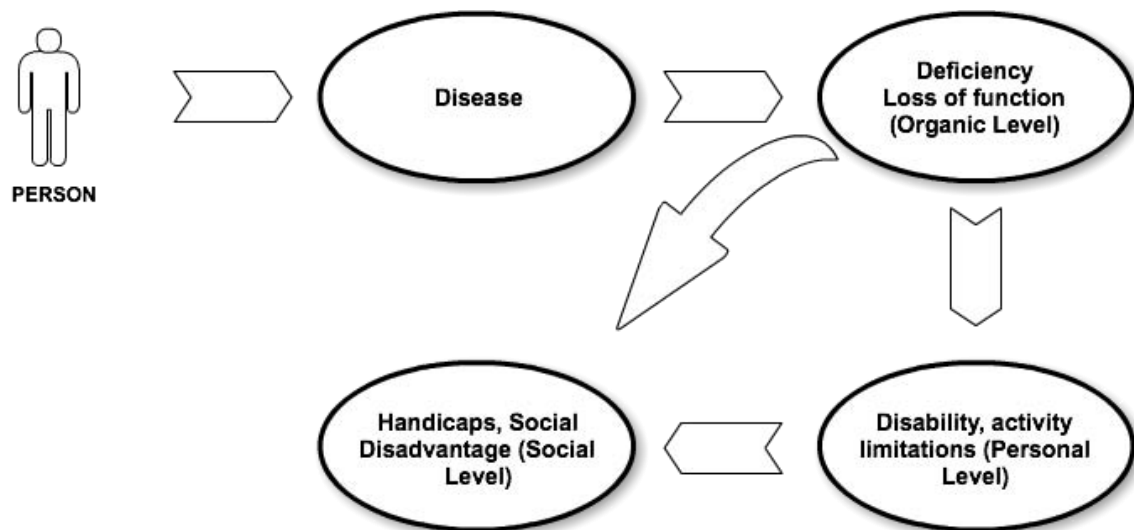 PERSON
Disease
Deficiency
Loss of function
(Organic Level)
Handicaps, Social
Disadvantage (Social
Level)
Disability, activity
limitations (Personal
Level)